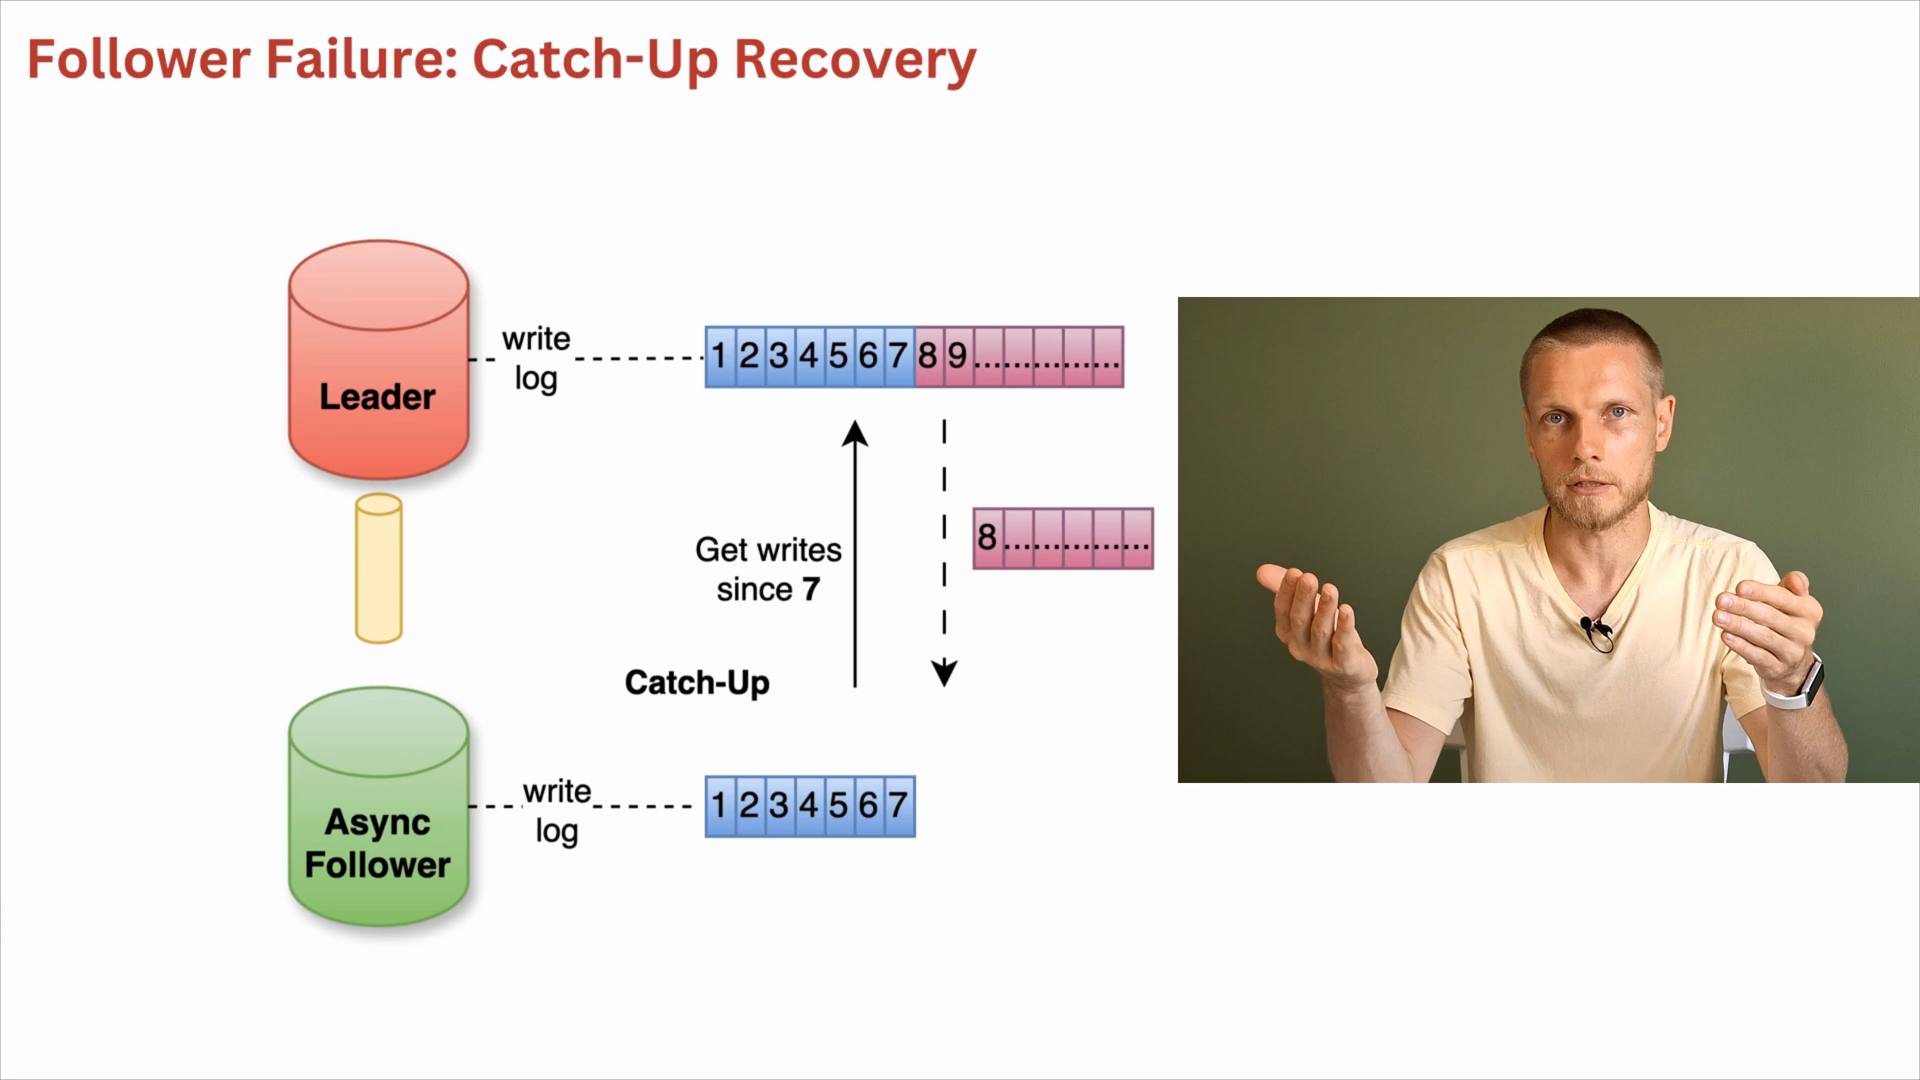 Follower Failure: Catch-Up Recovery
Leader
write
log
1 2 3 4 5 6 7 8 9 ...............
Get writes
since 7
8 ...............
Catch-Up
Async
Follower
write
log
1 2 3 4 5 6 7